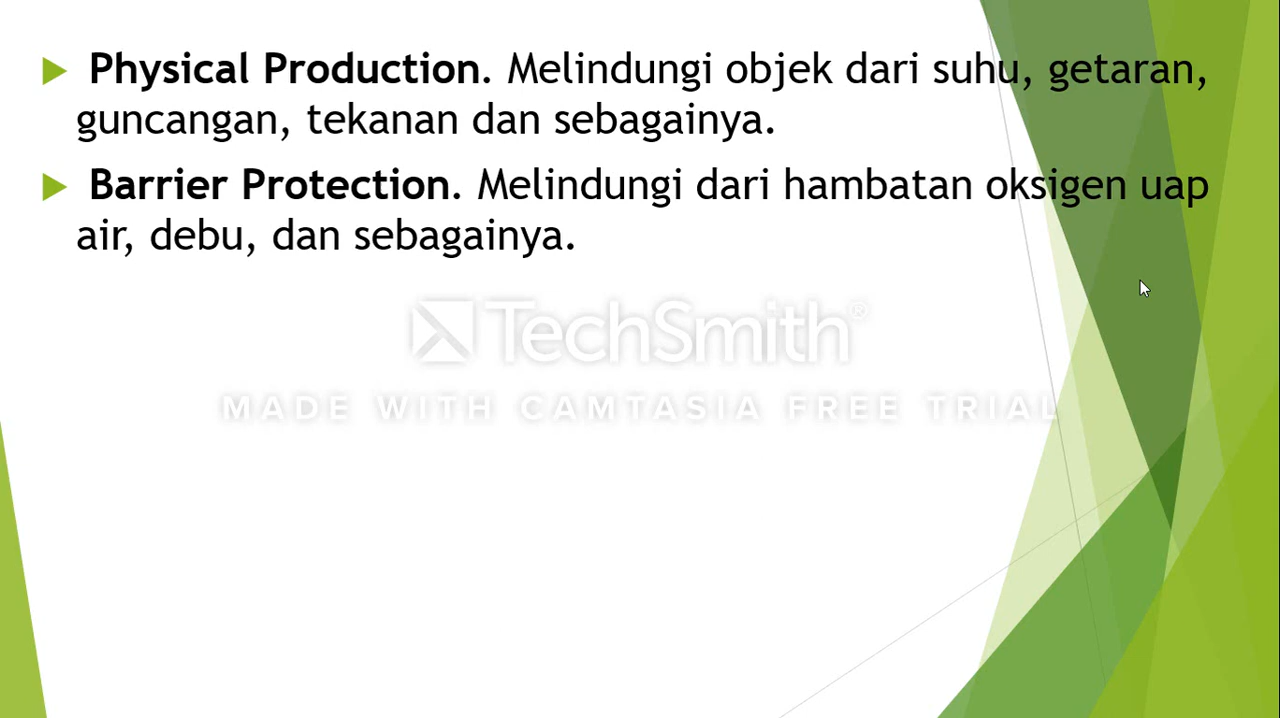 Physical Production. Melindungi objek dari suhu, getaran,
guncangan, tekanan dan sebagainya.
Barrier Protection. Melindungi dari hambatan oksigen uap
air, debu, dan sebagainya.
TechSmith®
MADE WITH CAMTASIA FREE TRIAL